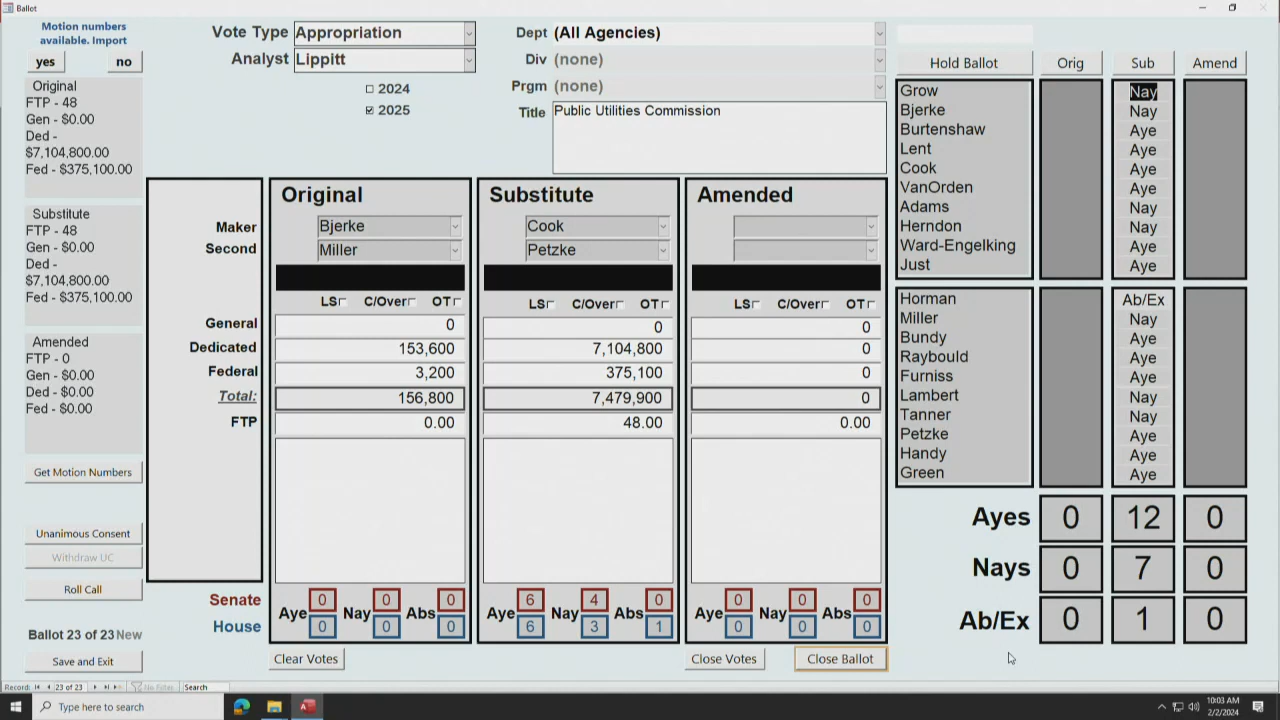 Ballot
Motion numbers
available. Import
yes no
Original
FTP - 48
Gen - $0.00
Ded -
$7,104,800.00
Fed - $375,100.00
Substitute
FTP - 48
Gen - $0.00
Ded -
$7,104,800.00
Fed - $375,100.00
Amended
FTP - 0
Gen - $0.00
Ded - $0.00
Fed - $0.00
Get Motion Numbers
Unanimous Consent
Withdraw UC
Roll Call
Ballot 23 of 23 New
Save and Exit
Vote Type Appropriation
Analyst Lippitt
2024
2025
Dept (All Agencies)
Div (none)
Prgm (none)
Title Public Utilities Commission
Original Substitute Amended
Maker Bjerke Cook
Second Miller Petzke
LS C/Over OT LS C/Over OT LS C/Over OT
General 0 0 0
Dedicated 153,600 7,104,800 0
Federal 3,200 375,100 0
Total: 156,800 7,479,900 0
FTP 0.00 48.00 0.00
Senate Aye 0 Nay 0 Abs 0 Aye 6 Nay 4 Abs 0 Aye 0 Nay 0 Abs 0
House 0 0 0 6 3 1 0 0 0
Clear Votes Close Votes Close Ballot
Hold Ballot Orig Sub Amend
Grow Nay
Bjerke Nay
Burtenshaw Aye
Lent Aye
Cook Aye
VanOrden Aye
Adams Nay
Herndon Nay
Ward-Engelking Aye
Just Aye
Horman Ab/Ex
Miller Nay
Bundy Aye
Raybould Aye
Furniss Aye
Lambert Nay
Tanner Nay
Petzke Aye
Handy Aye
Green Aye
Ayes 0 12 0
Nays 0 7 0
Ab/Ex 0 1 0
Record: 23 of 23 No Filter Search
Type here to search
10:03 AM
2/2/2024